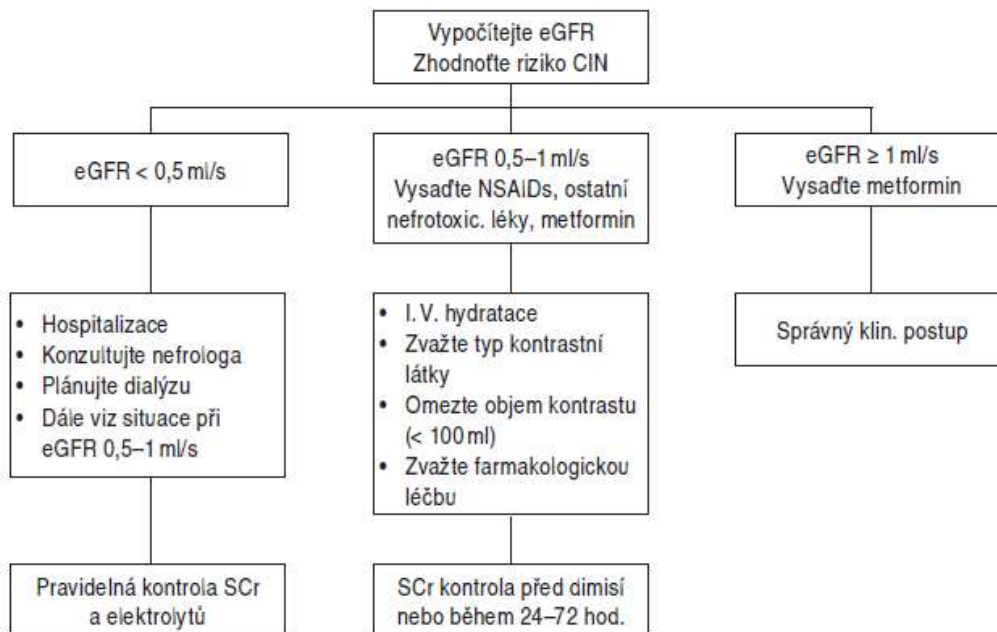 Vypočítejte eGFR
Zhodnoťte riziko CIN
eGFR < 0,5 ml/s
eGFR 0,5–1 ml/s
Vysaďte NSAIDs, ostatní
nefrotoxic. léky, metformin
eGFR ≥ 1 ml/s
Vysaďte metformin
• Hospitalizace
• Konzultujte nefrologa
• Plánujte dialýzu
• Dále viz situace při
eGFR 0,5–1 ml/s
• I. V. hydratace
• Zvažte typ kontrastní
látky
• Omezte objem kontrastu
(< 100 ml)
• Zvažte farmakologickou
léčbu
Správný klin. postup
Pravidelná kontrola SCr
a elektrolytů
SCr kontrola před dimisí
nebo během 24–72 hod.